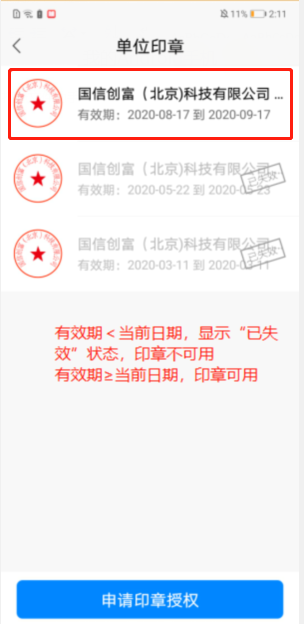 11% 2:11
单位印章
国信创富（北京)科技有限公司 ...
有效期：2020-08-17 到 2020-09-17
国信创富（北京)科技有限公司
已失效
有效期：2020-05-22 到 2020-08-23
国信创富（北京)科技有限公司
已失效
有效期：2020-03-11 到 2020-03-11
有效期＜当前日期，显示“已失
效”状态，印章不可用
有效期≥当前日期，印章可用
申请印章授权